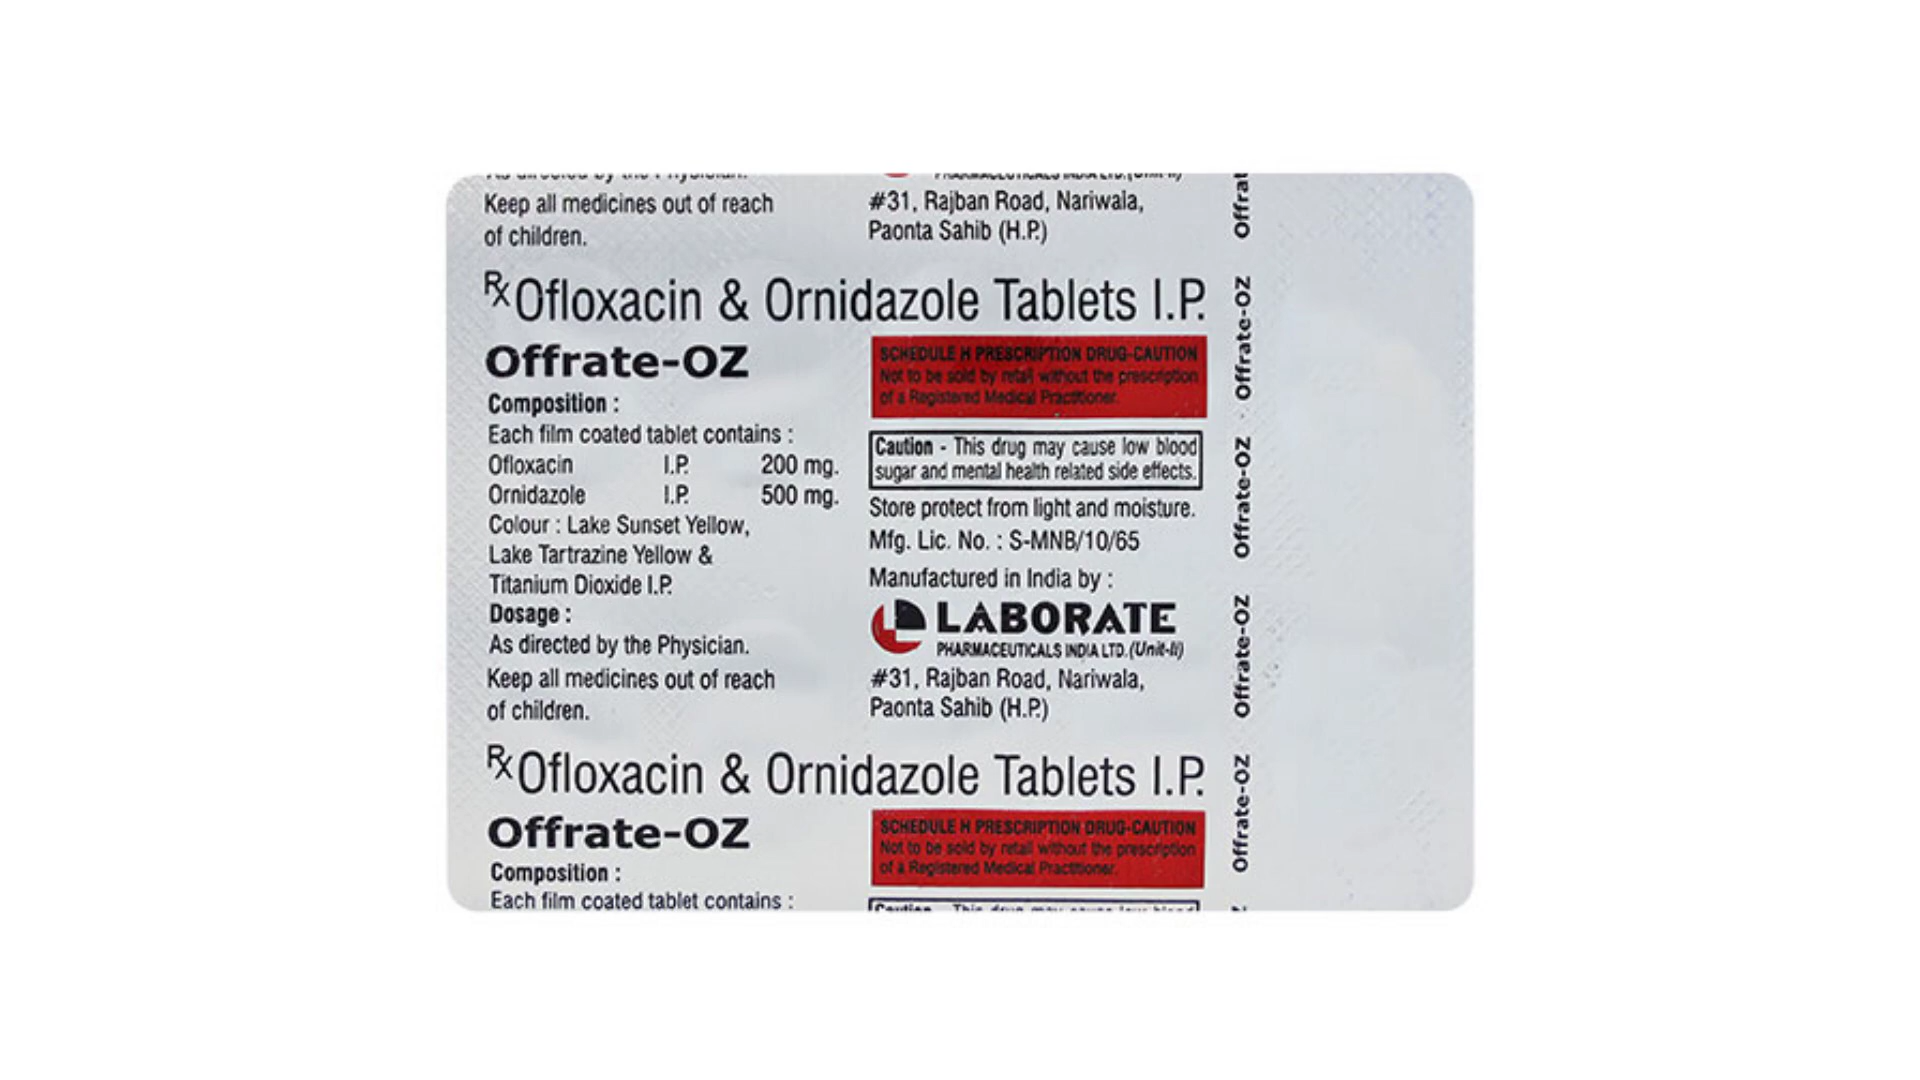 Keep all medicines out of reach
of children.
#31, Rajban Road, Nariwala,
Paonta Sahib (H.P.)
Rx Ofloxacin & Ornidazole Tablets I.P.
Offrate-OZ
Composition :
Each film coated tablet contains :
Ofloxacin I.P. 200 mg.
Ornidazole I.P. 500 mg.
Colour : Lake Sunset Yellow,
Lake Tartrazine Yellow &
Titanium Dioxide I.P.
Dosage :
As directed by the Physician.
Keep all medicines out of reach
of children.
SCHEDULE H PRESCRIPTION DRUG-CAUTION
Not to be sold by retail without the prescription
of a Registered Medical Practitioner.
Caution - This drug may cause low blood
sugar and mental health related side effects.
Store protect from light and moisture.
Mfg. Lic. No. : S-MNB/10/65
Manufactured in India by :
LABORATE
PHARMACEUTICALS INDIA LTD. (Unit-II)
#31, Rajban Road, Nariwala,
Paonta Sahib (H.P.)
Rx Ofloxacin & Ornidazole Tablets I.P.
Offrate-OZ
Composition :
Each film coated tablet contains :
SCHEDULE H PRESCRIPTION DRUG-CAUTION
Not to be sold by retail without the prescription
of a Registered Medical Practitioner.
Offrat
Offrate-OZ
Offrate-OZ
Offrate-OZ
Offrate-OZ